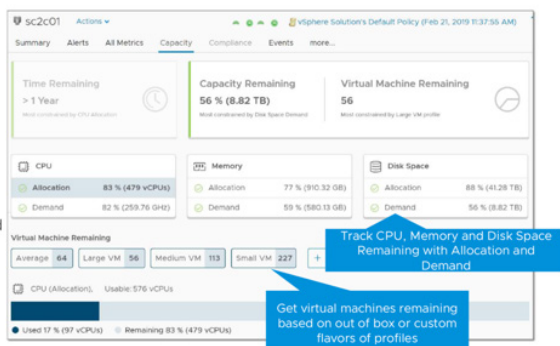 sc2c01 Actions vSphere Solution's Default Policy (Feb 21, 2019 11:37:55 AM)
Summary Alerts All Metrics Capacity Compliance Events more...
Time Remaining
> 1 Year
Most constrained by CPU Allocation
Capacity Remaining
56 % (8.82 TB)
Most constrained by Disk Space Demand
Virtual Machine Remaining
56
Most constrained by Large VM profile
CPU
Allocation 83 % (479 vCPUs)
Demand 82 % (259.76 GHz)
Memory
Allocation 77 % (910.32 GB)
Demand 59 % (580.13 GB)
Disk Space
Allocation 88 % (41.28 TB)
Demand 56 % (8.82 TB)
Track CPU, Memory and Disk Space
Remaining with Allocation and
Demand
d
Virtual Machine Remaining
Average 64 Large VM 56 Medium VM 113 Small VM 227 +
CPU (Allocation), Usable: 576 vCPUs
Get virtual machines remaining
based on out of box or custom
flavors of profiles
Used 17 % (97 vCPUs) Remaining 83 % (479 vCPUs)